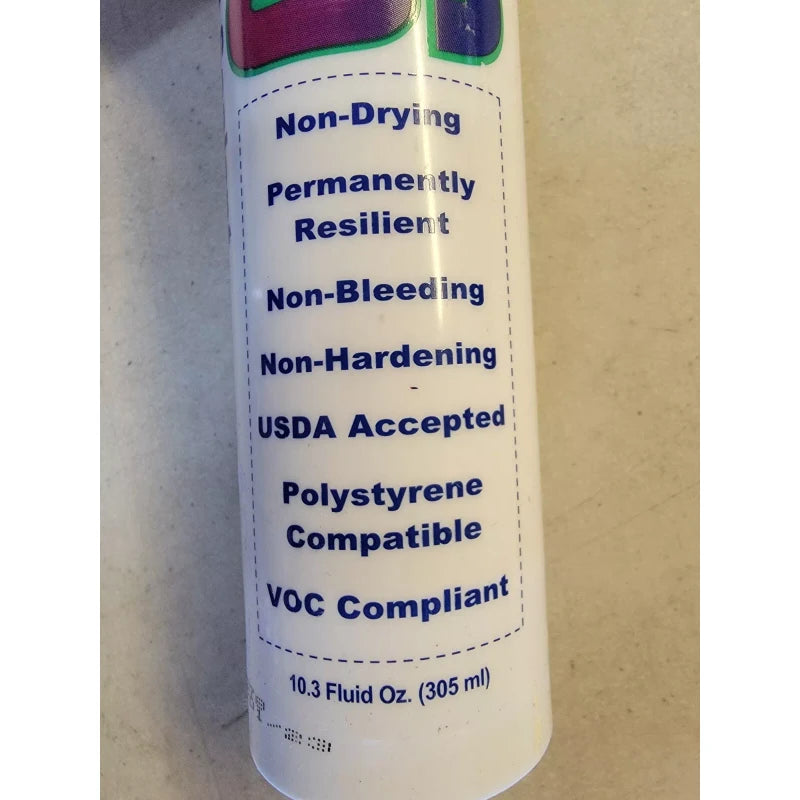 Non-Drying
Permanently
Resilient
Non-Bleeding
Non-Hardening
USDA Accepted
Polystyrene
Compatible
VOC Compliant
10.3 Fluid Oz. (305 ml)